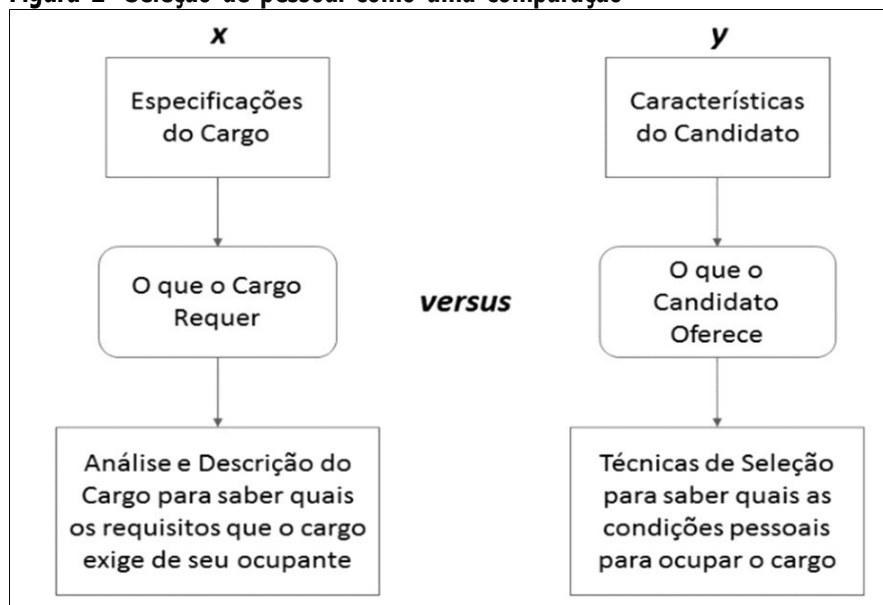 Figura Seleção de pessoal como uma comparação
x
Especificações
do Cargo
O que o Cargo
Requer
Análise e Descrição do
Cargo para saber quais
os requisitos que o cargo
exige de seu ocupante
versus
y
Características
do Candidato
O que o
Candidato
Oferece
Técnicas de Seleção
para saber quais as
condições pessoais
para ocupar o cargo